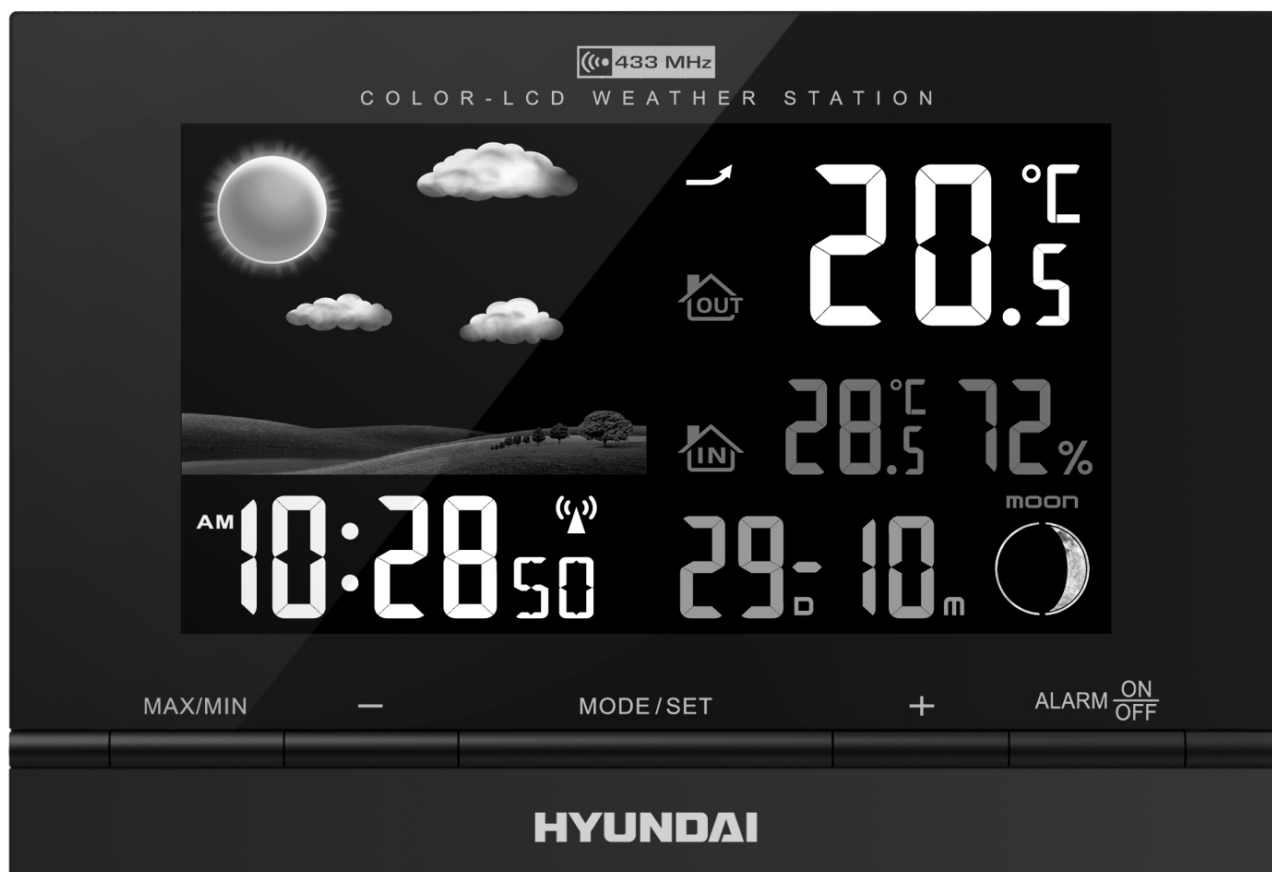 433 MHz
COLOR-LCD WEATHER STATION
20.5 °C
OUT
28.5 °C 72 %
IN
AM 10:28 50
29 - D 10 m
moon
MAX/MIN − MODE/SET + ALARM ON/OFF
HYUNDAI